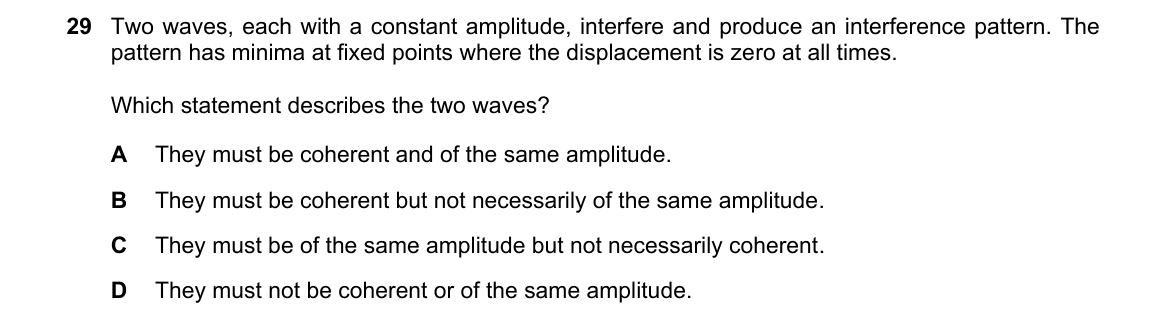 29 Two waves, each with a constant amplitude, interfere and produce an interference pattern. The
pattern has minima at fixed points where the displacement is zero at all times.
Which statement describes the two waves?
A They must be coherent and of the same amplitude.
B They must be coherent but not necessarily of the same amplitude.
C They must be of the same amplitude but not necessarily coherent.
D They must not be coherent or of the same amplitude.